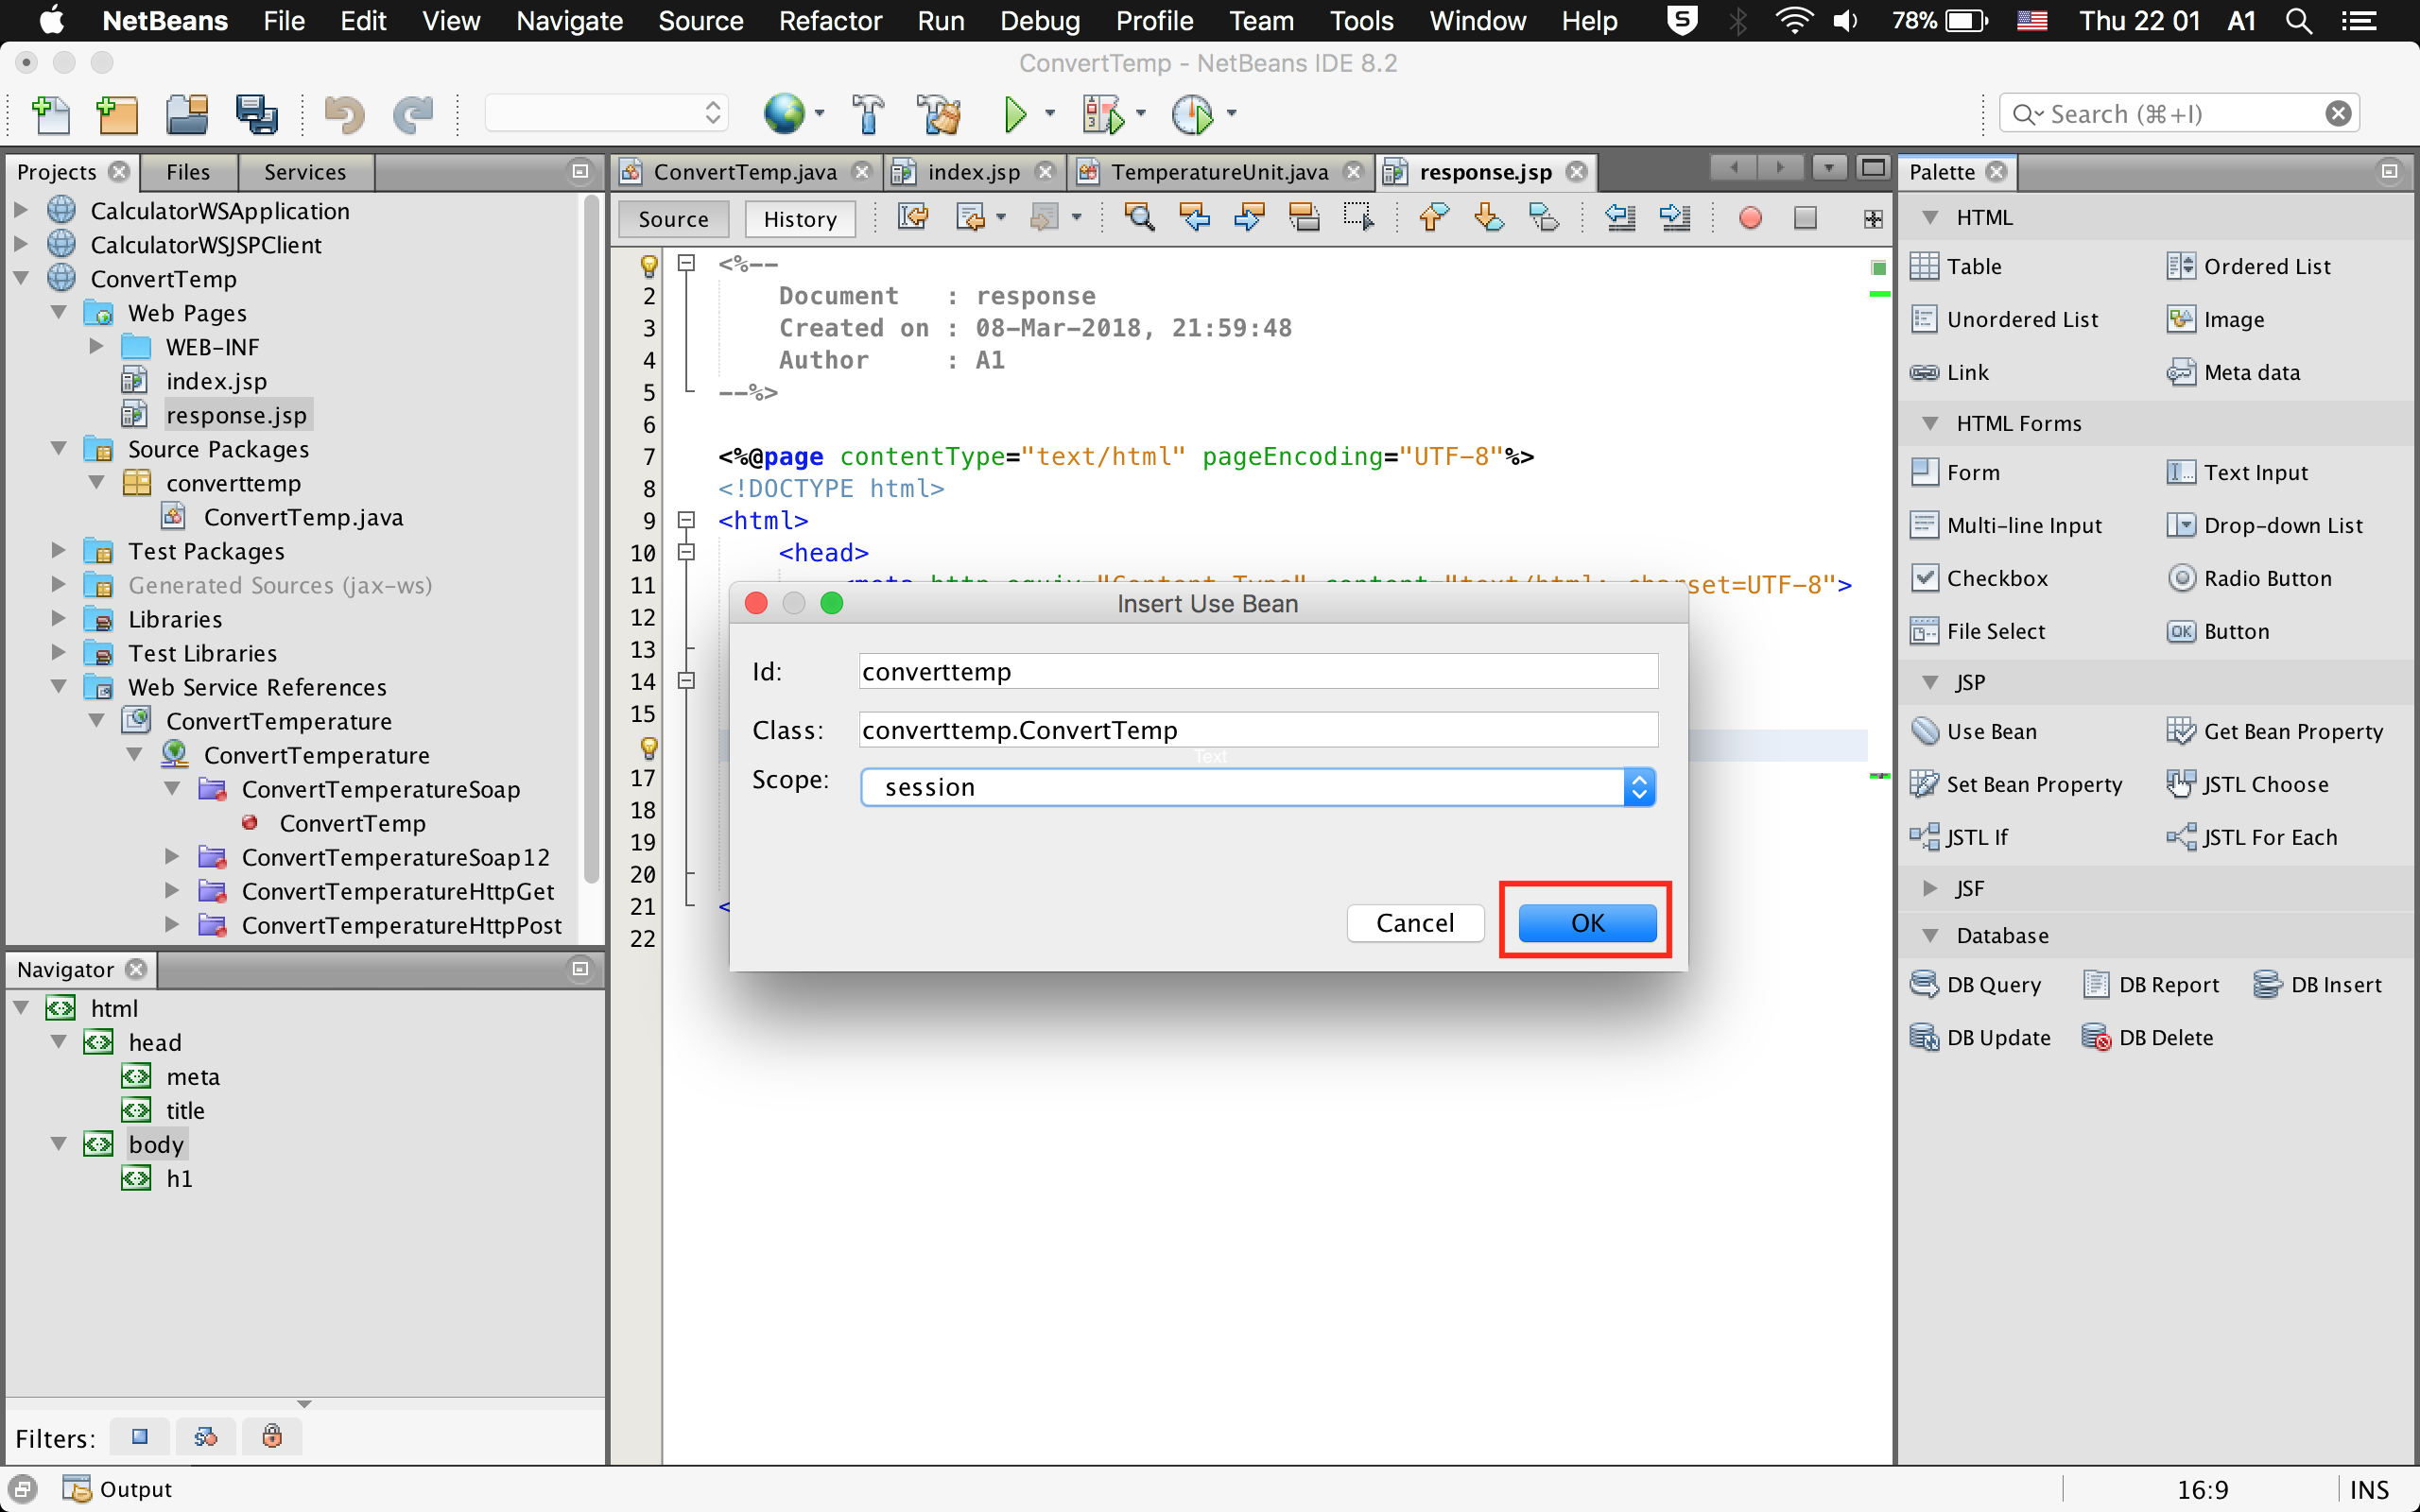 NetBeans File Edit View Navigate Source Refactor Run Debug Profile Team Tools Window Help S 78% Thu 22 01 A1
ConvertTemp - NetBeans IDE 8.2
Search (⌘+I)
Projects Files Services
CalculatorWSApplication
CalculatorWSJSPClient
ConvertTemp
Web Pages
WEB-INF
index.jsp
response.jsp
Source Packages
converttemp
ConvertTemp.java
Test Packages
Generated Sources (jax-ws)
Libraries
Test Libraries
Web Service References
ConvertTemperature
ConvertTemperature
ConvertTemperatureSoap
ConvertTemp
ConvertTemperatureSoap12
ConvertTemperatureHttpGet
ConvertTemperatureHttpPost
Navigator
html
head
meta
title
body
h1
Filters:
Output
ConvertTemp.java index.jsp TemperatureUnit.java response.jsp
Source History
<%--
2 Document : response
3 Created on : 08-Mar-2018, 21:59:48
4 Author : A1
5 --%>
6
7 <%@page contentType="text/html" pageEncoding="UTF-8"%>
8 <!DOCTYPE html>
9 <html>
10 <head>
11 <meta http-equiv="Content-Type" content="text/html; charset=UTF-8">
12
13
14
15
17
18
19
20
21 <
22
Insert Use Bean
Id: converttemp
Class: converttemp.ConvertTemp
Text
Scope: session
Cancel OK
Palette
HTML
Table Ordered List
Unordered List Image
Link Meta data
HTML Forms
Form Text Input
Multi-line Input Drop-down List
Checkbox Radio Button
File Select Button
JSP
Use Bean Get Bean Property
Set Bean Property JSTL Choose
JSTL If JSTL For Each
JSF
Database
DB Query DB Report DB Insert
DB Update DB Delete
16:9 INS